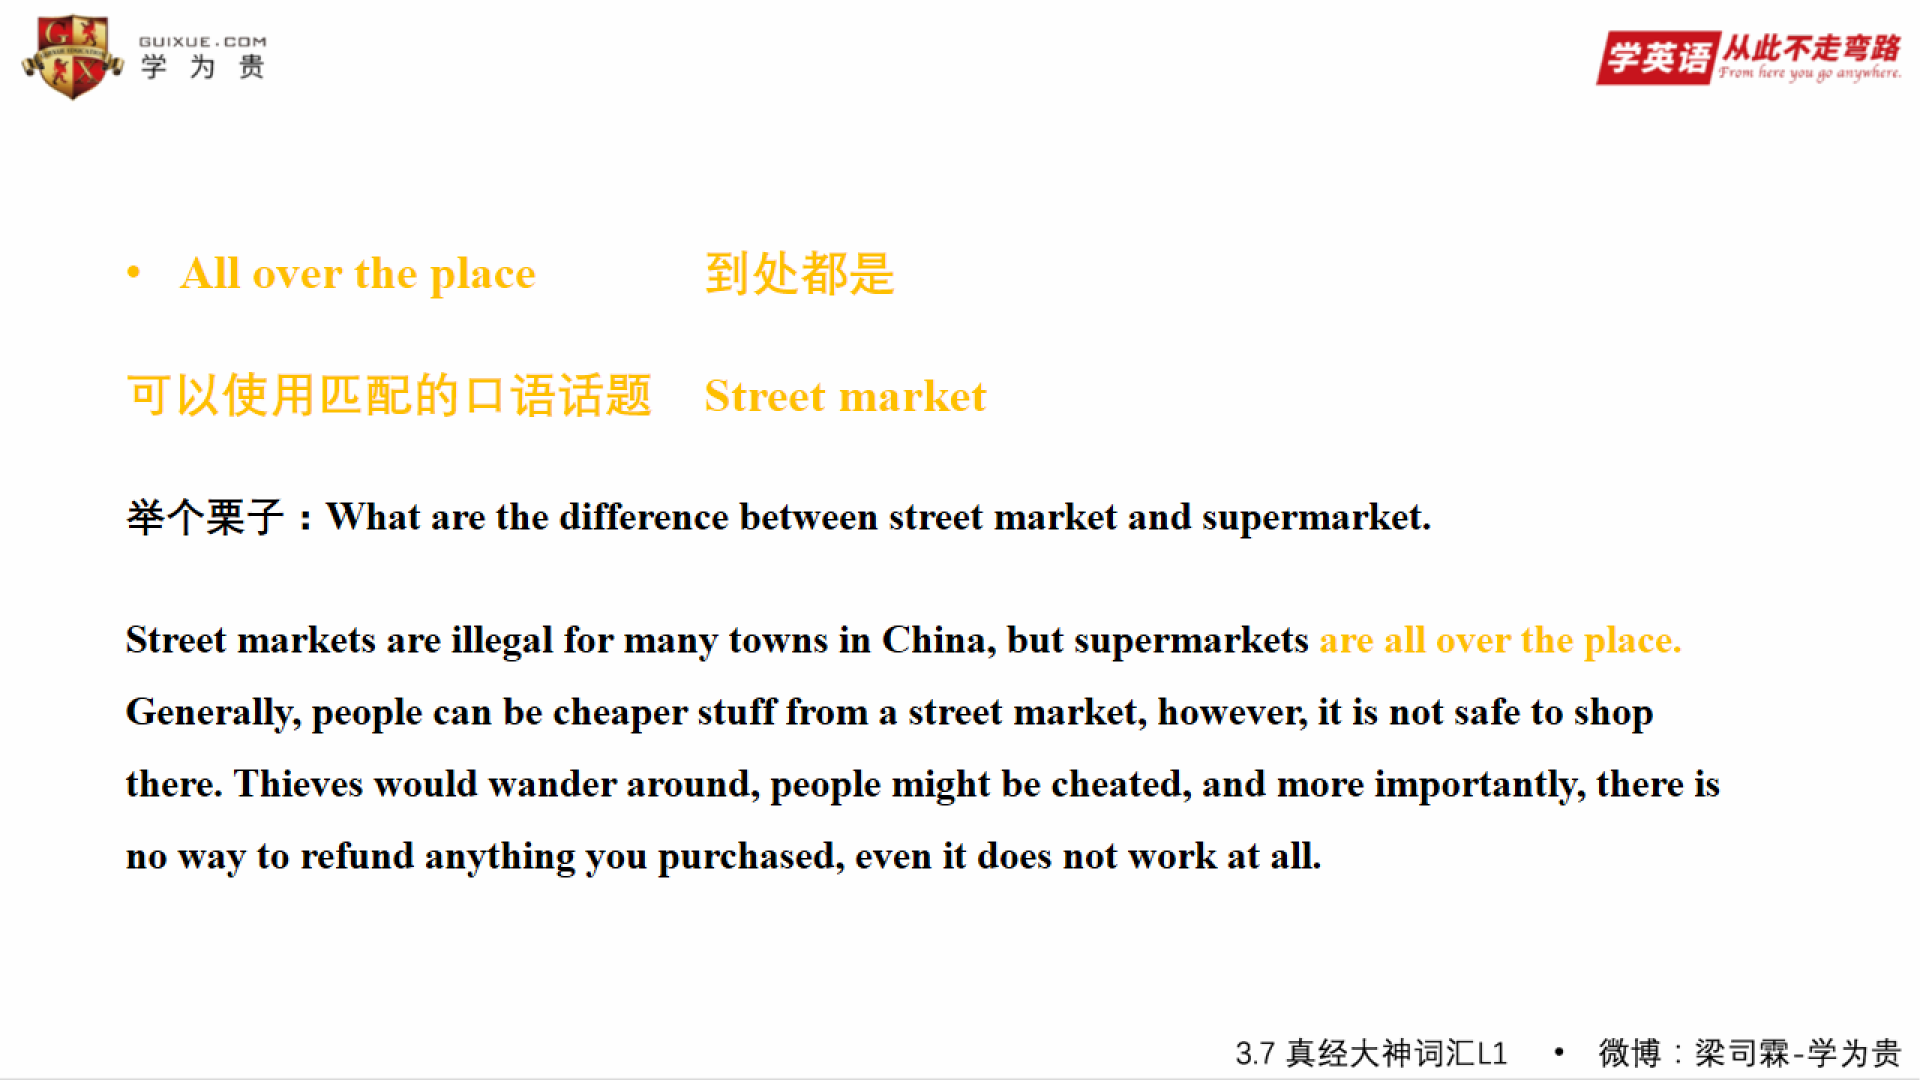 GUIXUE.COM
学为贵
学英语 从此不走弯路
From here you go anywhere.
• All over the place 到处都是
可以使用匹配的口语话题 Street market
举个栗子：What are the difference between street market and supermarket.
Street markets are illegal for many towns in China, but supermarkets are all over the place.
Generally, people can be cheaper stuff from a street market, however, it is not safe to shop
there. Thieves would wander around, people might be cheated, and more importantly, there is
no way to refund anything you purchased, even it does not work at all.
3.7 真经大神词汇L1 • 微博：梁司霖-学为贵